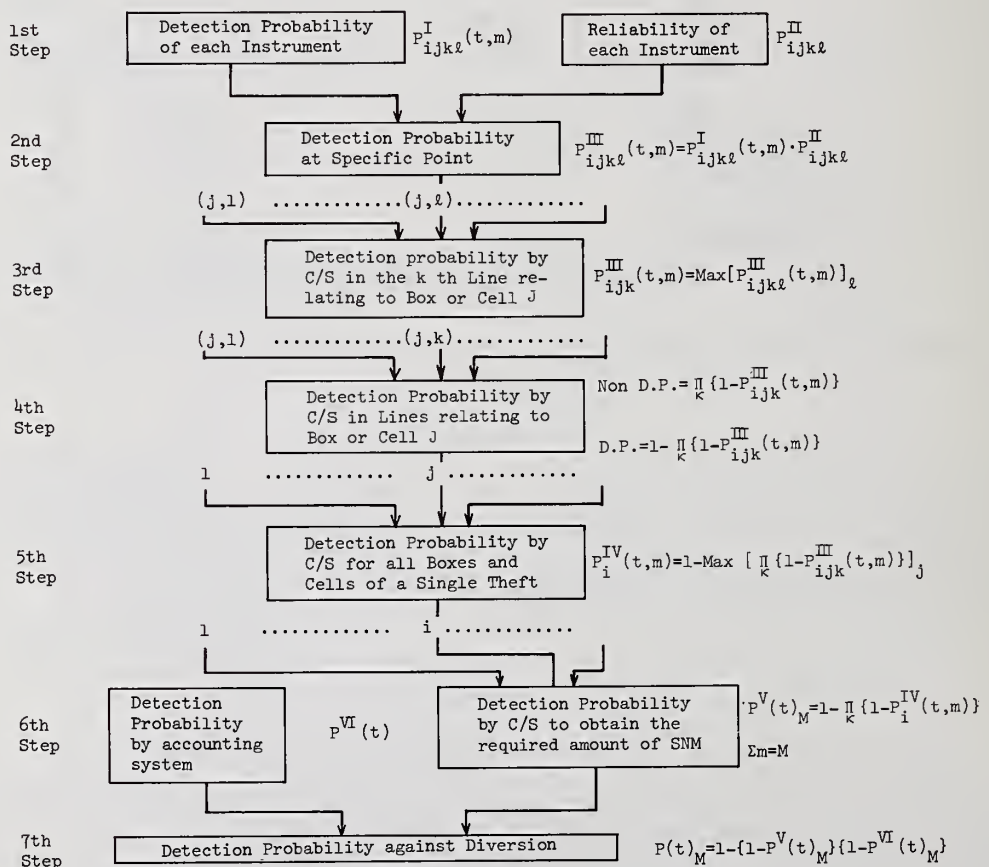 1st
Step
Detection Probability
of each Instrument
P^I_ijkℓ(t,m)
Reliability of
each Instrument
P^II_ijkℓ
2nd
Step
Detection Probability
at Specific Point
P^III_ijkℓ(t,m)=P^I_ijkℓ(t,m)·P^II_ijkℓ
(j,1) ............(j,ℓ)..............
3rd
Step
Detection probability by
C/S in the k th Line re-
lating to Box or Cell J
P^III_ijk(t,m)=Max[P^III_ijkℓ(t,m)]_ℓ
(j,1) ............(j,k)..............
4th
Step
Detection Probability by
C/S in Lines relating to
Box or Cell J
Non D.P.=Π_κ{1-P^III_ijk(t,m)}
D.P.=1-Π_κ{1-P^III_ijk(t,m)}
1 ............. j ..............
5th
Step
Detection Probability by
C/S for all Boxes and
Cells of a Single Theft
P^IV_i(t,m)=1-Max [Π_κ{1-P^III_ijk(t,m)}]_j
1 ............. i ..............
6th
Step
Detection
Probability
by accounting
system
P^VI(t)
Detection Probability
by C/S to obtain the
required amount of SNM
·P^V(t)_M=1-Π_κ{1-P^IV_i(t,m)}
Σm=M
7th
Step
Detection Probability against Diversion
P(t)_M=1-{1-P^V(t)_M}{1-P^VI(t)_M}